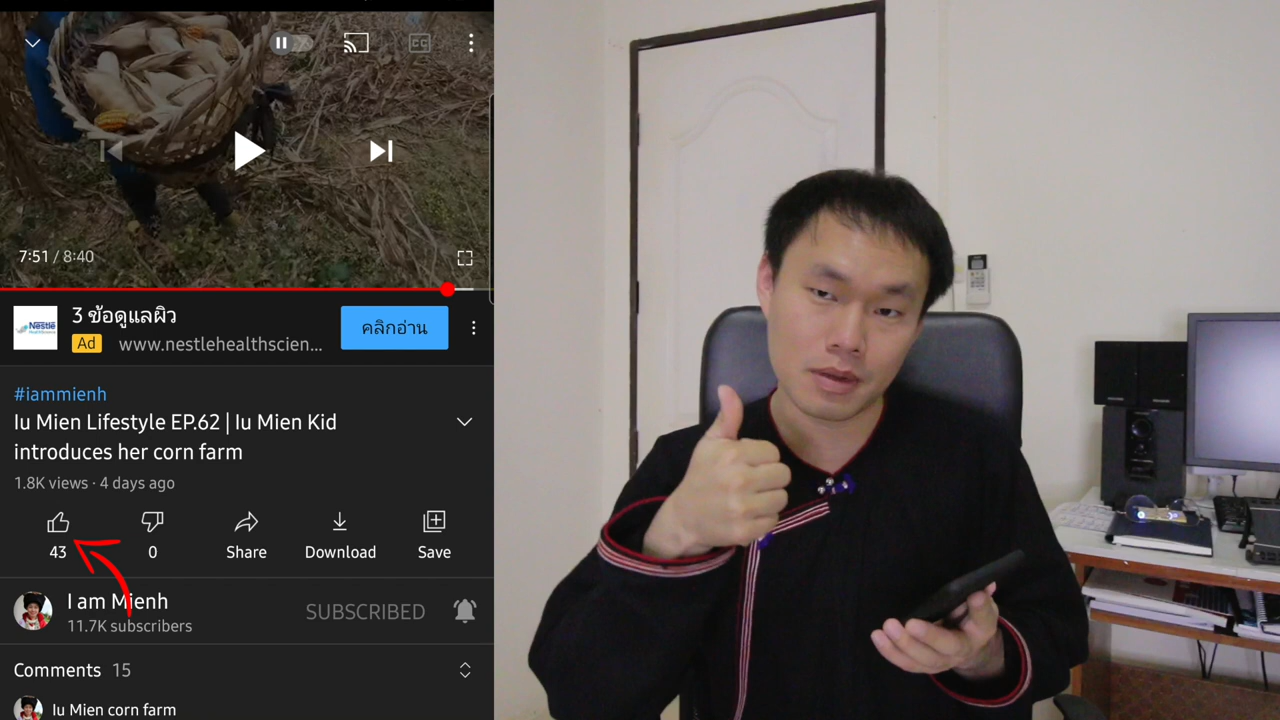 CC
7:51 / 8:40
Nestlé
HealthScience
3 ข้อดูแลผิว
Ad www.nestlehealthscien...
คลิกอ่าน
#iammienh
Iu Mien Lifestyle EP.62 | Iu Mien Kid
introduces her corn farm
1.8K views · 4 days ago
43
0
Share
Download
Save
I am Mienh
11.7K subscribers
SUBSCRIBED
Comments 15
Iu Mien corn farm